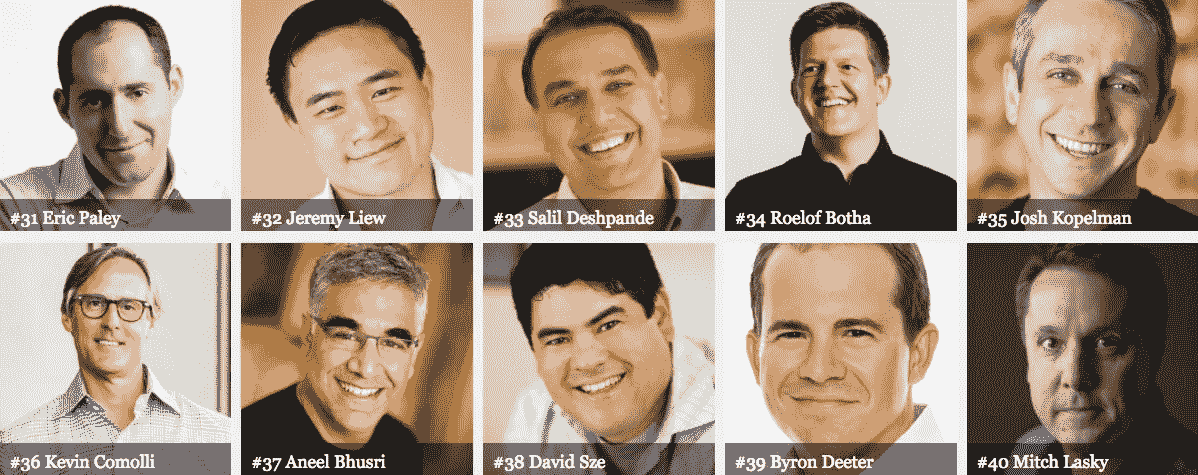 #31 Eric Paley
#32 Jeremy Liew
#33 Salil Deshpande
#34 Roelof Botha
#35 Josh Kopelman
#36 Kevin Comolli
#37 Aneel Bhusri
#38 David Sze
#39 Byron Deeter
#40 Mitch Lasky